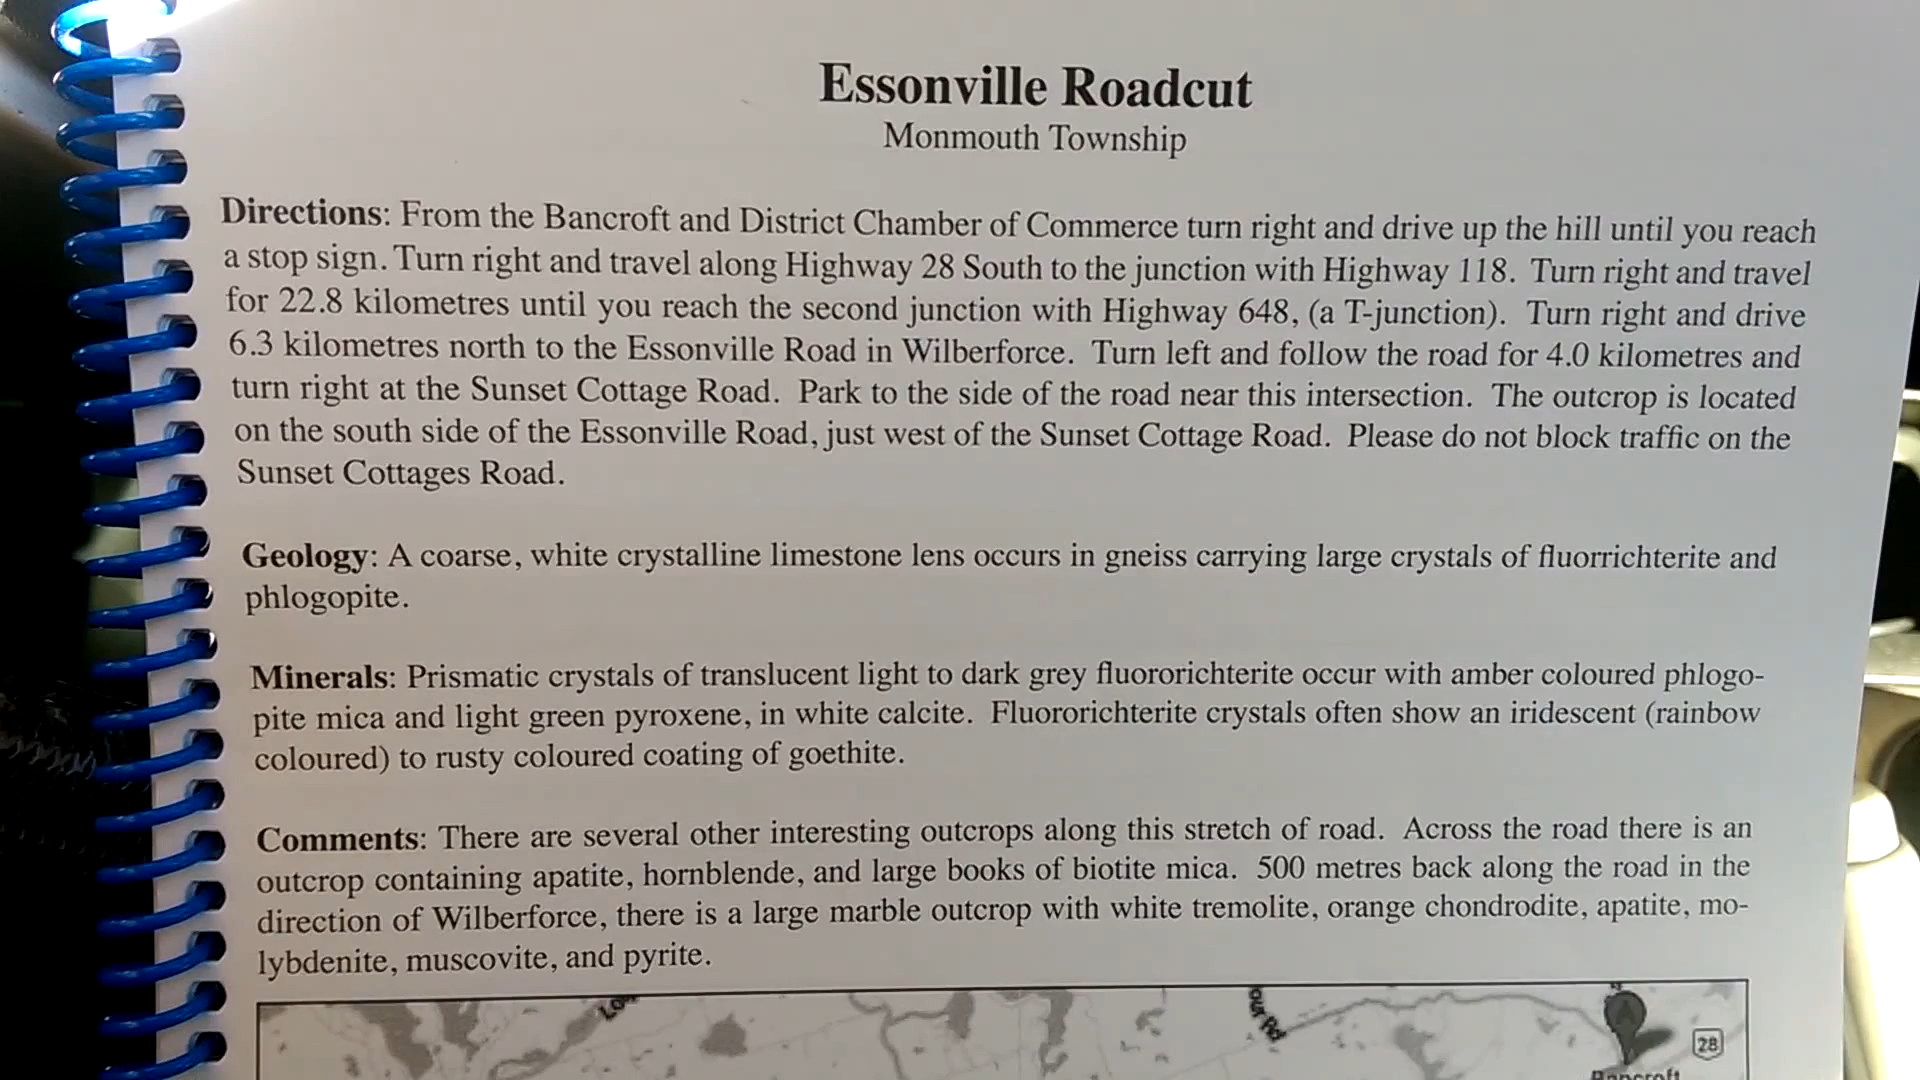 Essonville Roadcut
Monmouth Township
Directions: From the Bancroft and District Chamber of Commerce turn right and drive up the hill until you reach
a stop sign. Turn right and travel along Highway 28 South to the junction with Highway 118. Turn right and travel
for 22.8 kilometres until you reach the second junction with Highway 648, (a T-junction). Turn right and drive
6.3 kilometres north to the Essonville Road in Wilberforce. Turn left and follow the road for 4.0 kilometres and
turn right at the Sunset Cottage Road. Park to the side of the road near this intersection. The outcrop is located
on the south side of the Essonville Road, just west of the Sunset Cottage Road. Please do not block traffic on the
Sunset Cottages Road.
Geology: A coarse, white crystalline limestone lens occurs in gneiss carrying large crystals of fluorrichterite and
phlogopite.
Minerals: Prismatic crystals of translucent light to dark grey fluororichterite occur with amber coloured phlogo-
pite mica and light green pyroxene, in white calcite. Fluororichterite crystals often show an iridescent (rainbow
coloured) to rusty coloured coating of goethite.
Comments: There are several other interesting outcrops along this stretch of road. Across the road there is an
outcrop containing apatite, hornblende, and large books of biotite mica. 500 metres back along the road in the
direction of Wilberforce, there is a large marble outcrop with white tremolite, orange chondrodite, apatite, mo-
lybdenite, muscovite, and pyrite.
Rd
28
Bancroft